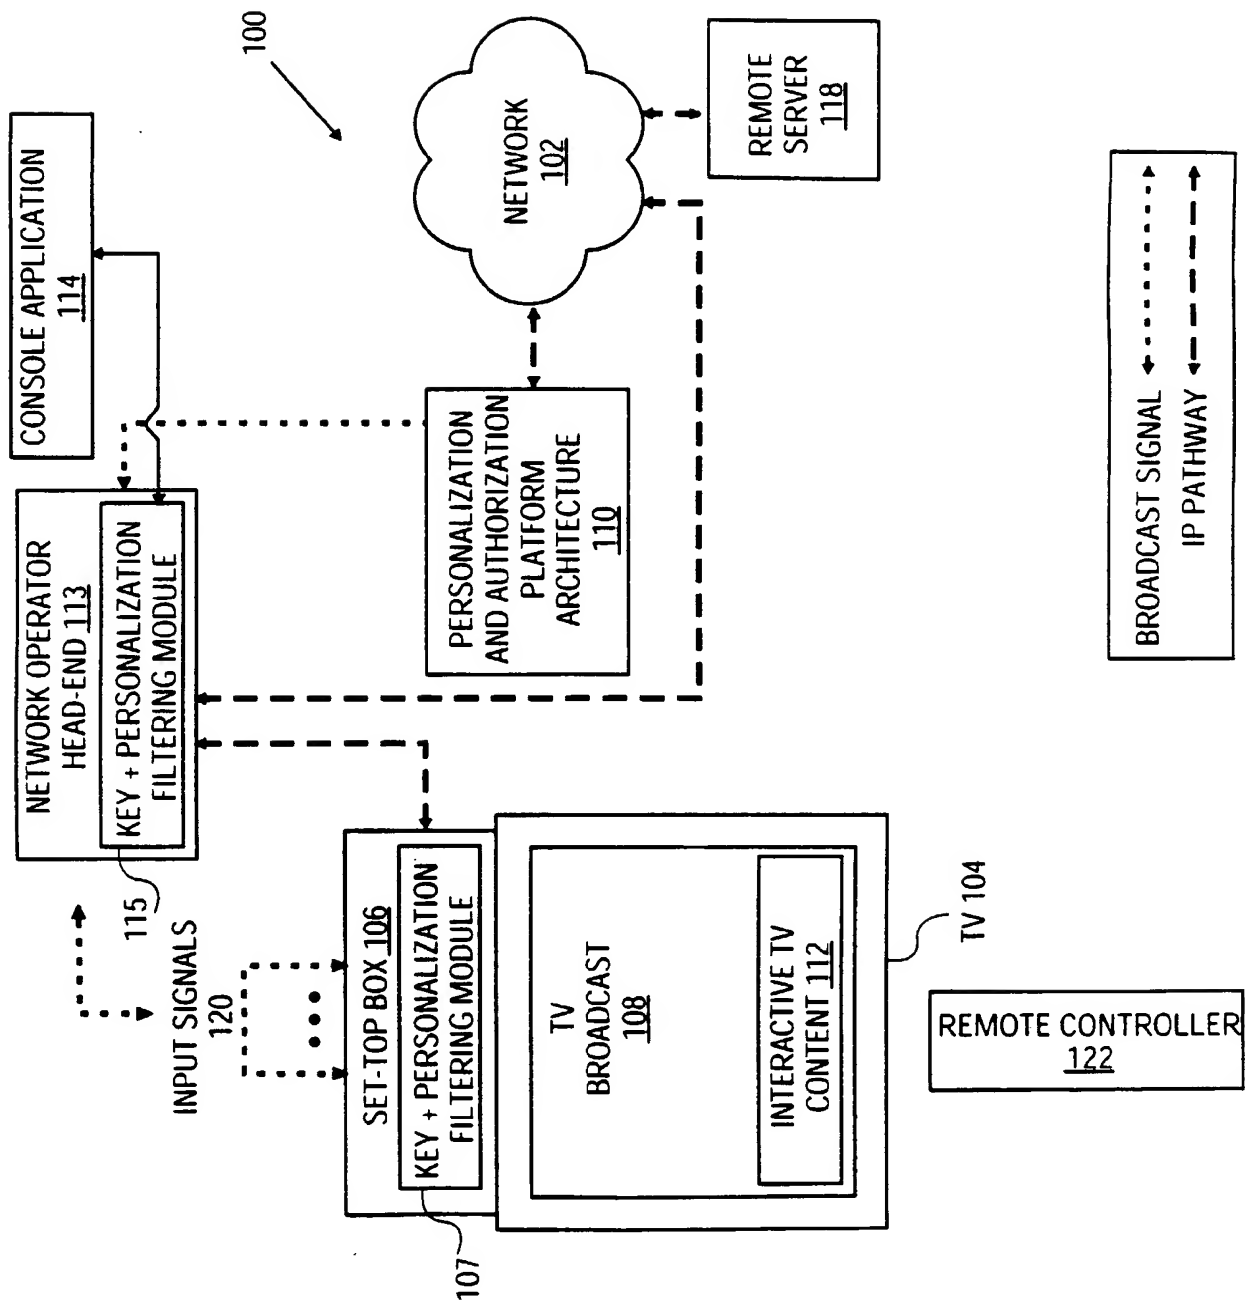 100
CONSOLE APPLICATION
114
NETWORK OPERATOR
HEAD-END 113
KEY + PERSONALIZATION
FILTERING MODULE
115
NETWORK
102
REMOTE
SERVER
118
PERSONALIZATION
AND AUTHORIZATION
PLATFORM
ARCHITECTURE
110
INPUT SIGNALS
120
SET-TOP BOX 106
KEY + PERSONALIZATION
FILTERING MODULE
107
TV
BROADCAST
108
INTERACTIVE TV
CONTENT 112
TV 104
REMOTE CONTROLLER
122
BROADCAST SIGNAL
IP PATHWAY